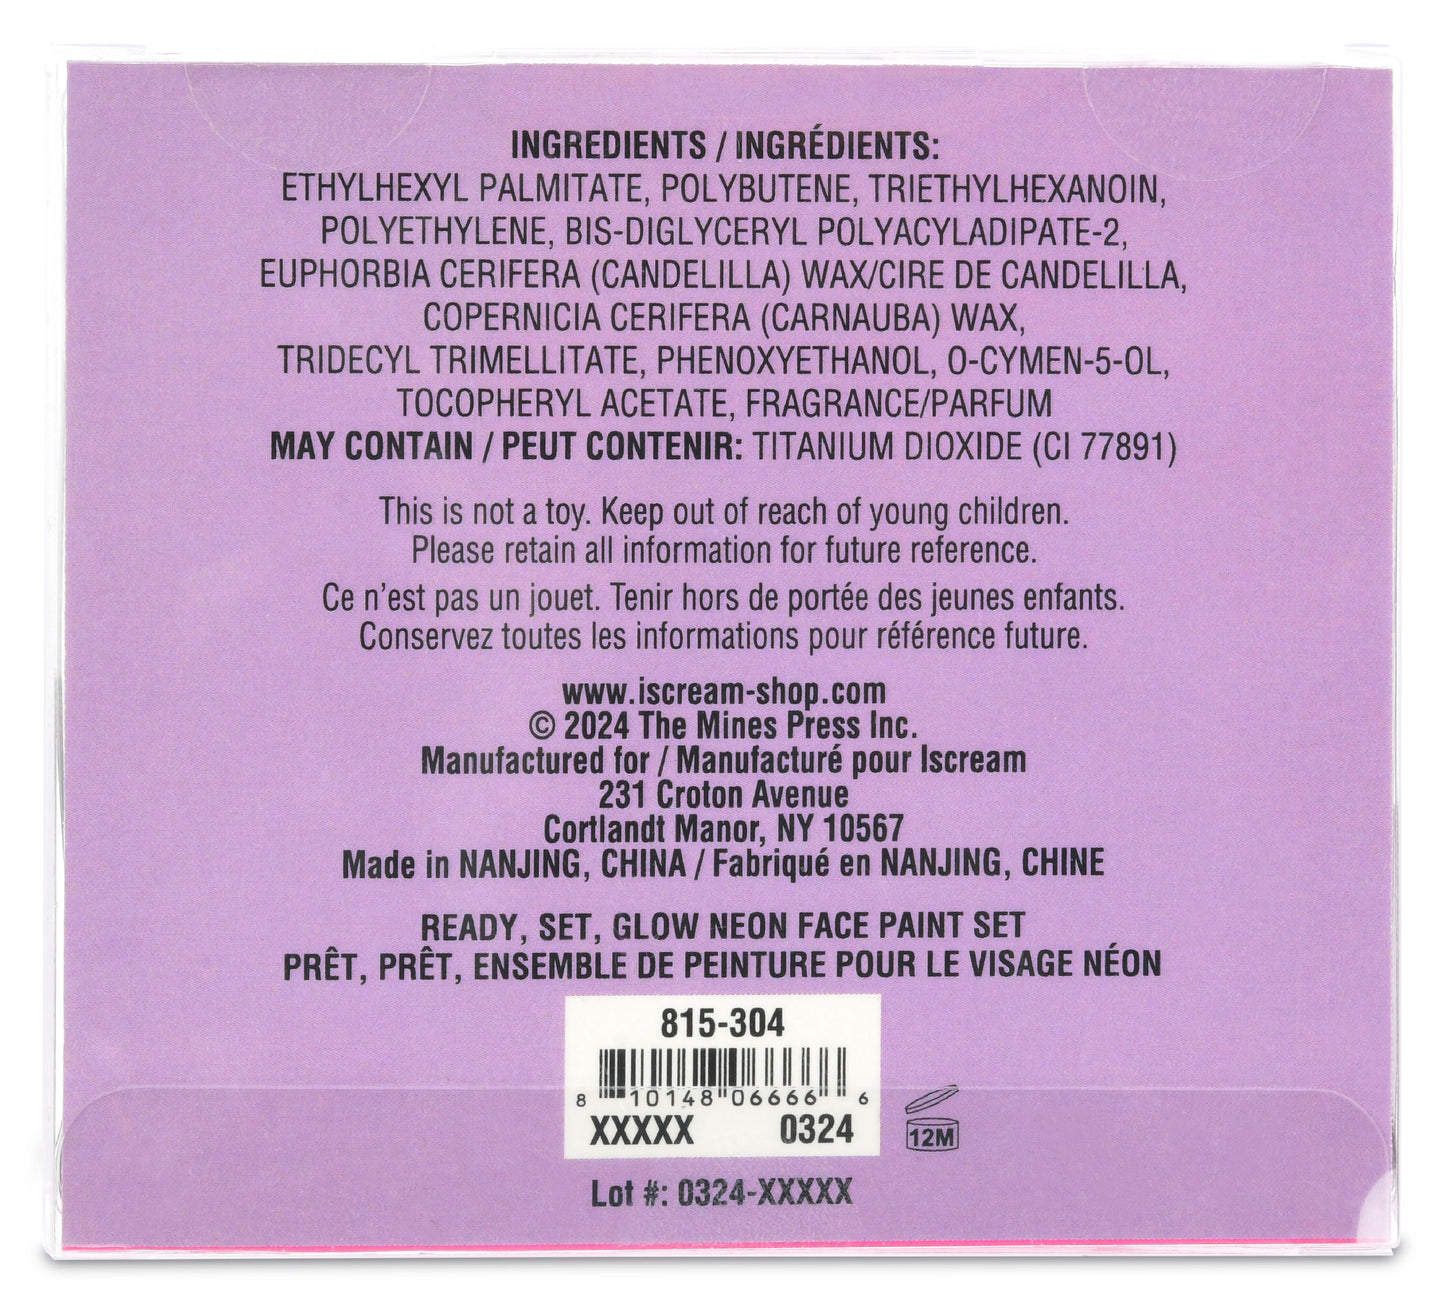 INGREDIENTS / INGRÉDIENTS:
ETHYLHEXYL PALMITATE, POLYBUTENE, TRIETHYLHEXANOIN,
POLYETHYLENE, BIS-DIGLYCERYL POLYACYLADIPATE-2,
EUPHORBIA CERIFERA (CANDELILLA) WAX/CIRE DE CANDELILLA,
COPERNICIA CERIFERA (CARNAUBA) WAX,
TRIDECYL TRIMELLITATE, PHENOXYETHANOL, O-CYMEN-5-OL,
TOCOPHERYL ACETATE, FRAGRANCE/PARFUM
MAY CONTAIN / PEUT CONTENIR: TITANIUM DIOXIDE (CI 77891)
This is not a toy. Keep out of reach of young children.
Please retain all information for future reference.
Ce n'est pas un jouet. Tenir hors de portée des jeunes enfants.
Conservez toutes les informations pour référence future.
www.iscream-shop.com
© 2024 The Mines Press Inc.
Manufactured for / Manufacturé pour Iscream
231 Croton Avenue
Cortlandt Manor, NY 10567
Made in NANJING, CHINA / Fabriqué en NANJING, CHINE
READY, SET, GLOW NEON FACE PAINT SET
PRÊT, PRÊT, ENSEMBLE DE PEINTURE POUR LE VISAGE NÉON
815-304
8 10148 06666 6
XXXXX 0324
12M
Lot #: 0324-XXXXX